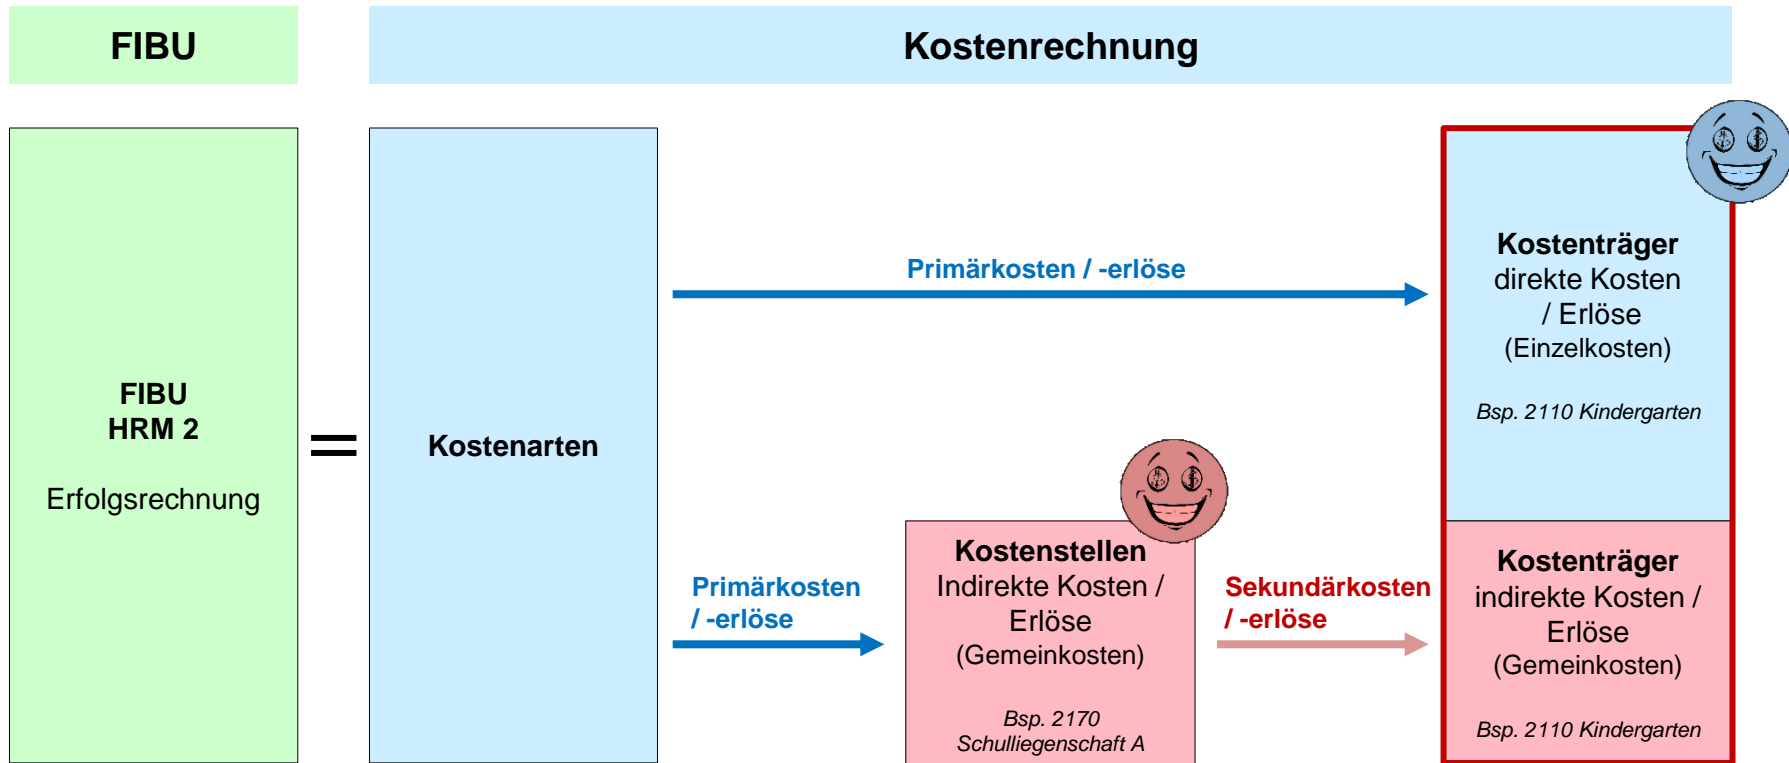 FIBU
Kostenrechnung
FIBU
HRM 2
Erfolgsrechnung
=
Kostenarten
Primärkosten / -erlöse
Primärkosten
/ -erlöse
Kostenstellen
Indirekte Kosten /
Erlöse
(Gemeinkosten)
Bsp. 2170
Schulliegenschaft A
Sekundärkosten
/ -erlöse
Kostenträger
direkte Kosten
/ Erlöse
(Einzelkosten)
Bsp. 2110 Kindergarten
Kostenträger
indirekte Kosten /
Erlöse
(Gemeinkosten)
Bsp. 2110 Kindergarten